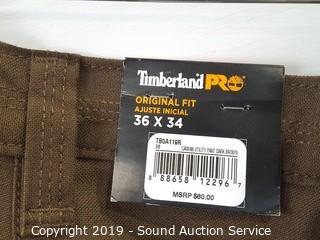 Timberland PRO
ORIGINAL FIT
AJUSTE INICIAL
36 X 34
TB0A119R
36 CANVAS UTILITY PANT DARK BROWN
8 88658 12296 7
MSRP $60.00
Copyright 2019 - Sound Auction Service